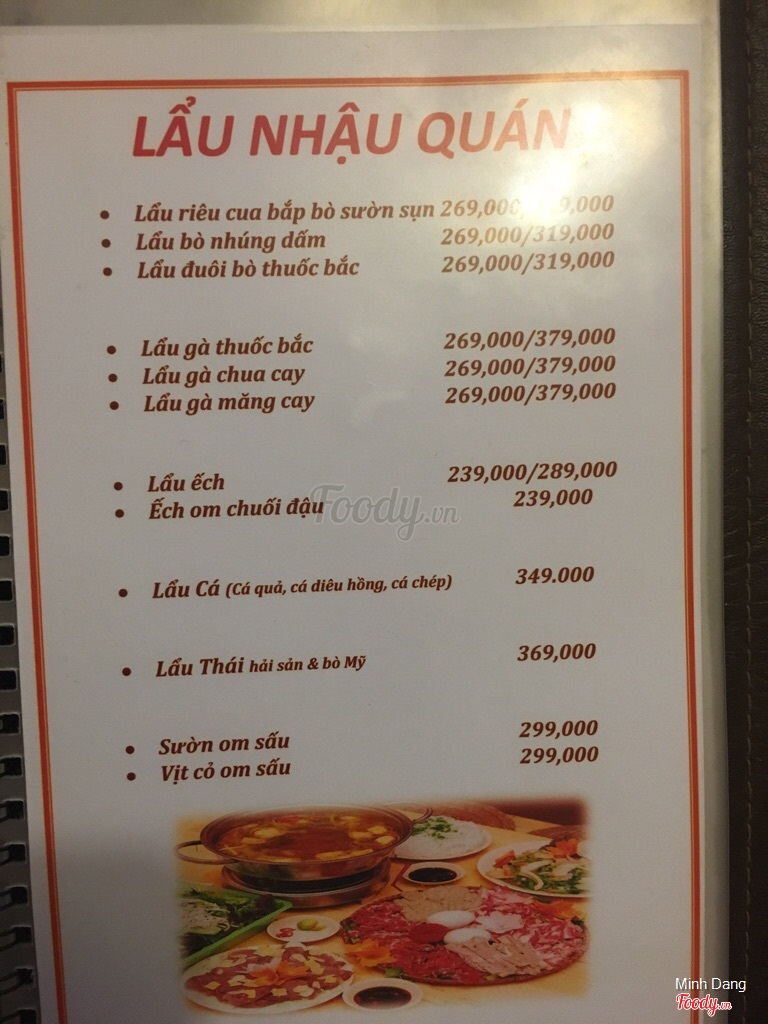 LẨU NHẬU QUÁN
• Lẩu riêu cua bắp bò sườn sụn 269,000
• Lẩu bò nhúng dấm 269,000/319,000
• Lẩu đuôi bò thuốc bắc 269,000/319,000
• Lẩu gà thuốc bắc 269,000/379,000
• Lẩu gà chua cay 269,000/379,000
• Lẩu gà măng cay 269,000/379,000
• Lẩu ếch 239,000/289,000
• Ếch om chuối đậu 239,000
Foody.vn
• Lẩu Cá (Cá quả, cá diêu hồng, cá chép) 349.000
• Lẩu Thái hải sản & bò Mỹ 369,000
• Sườn om sấu 299,000
• Vịt cỏ om sấu 299,000
Minh Dang
Foody.vn